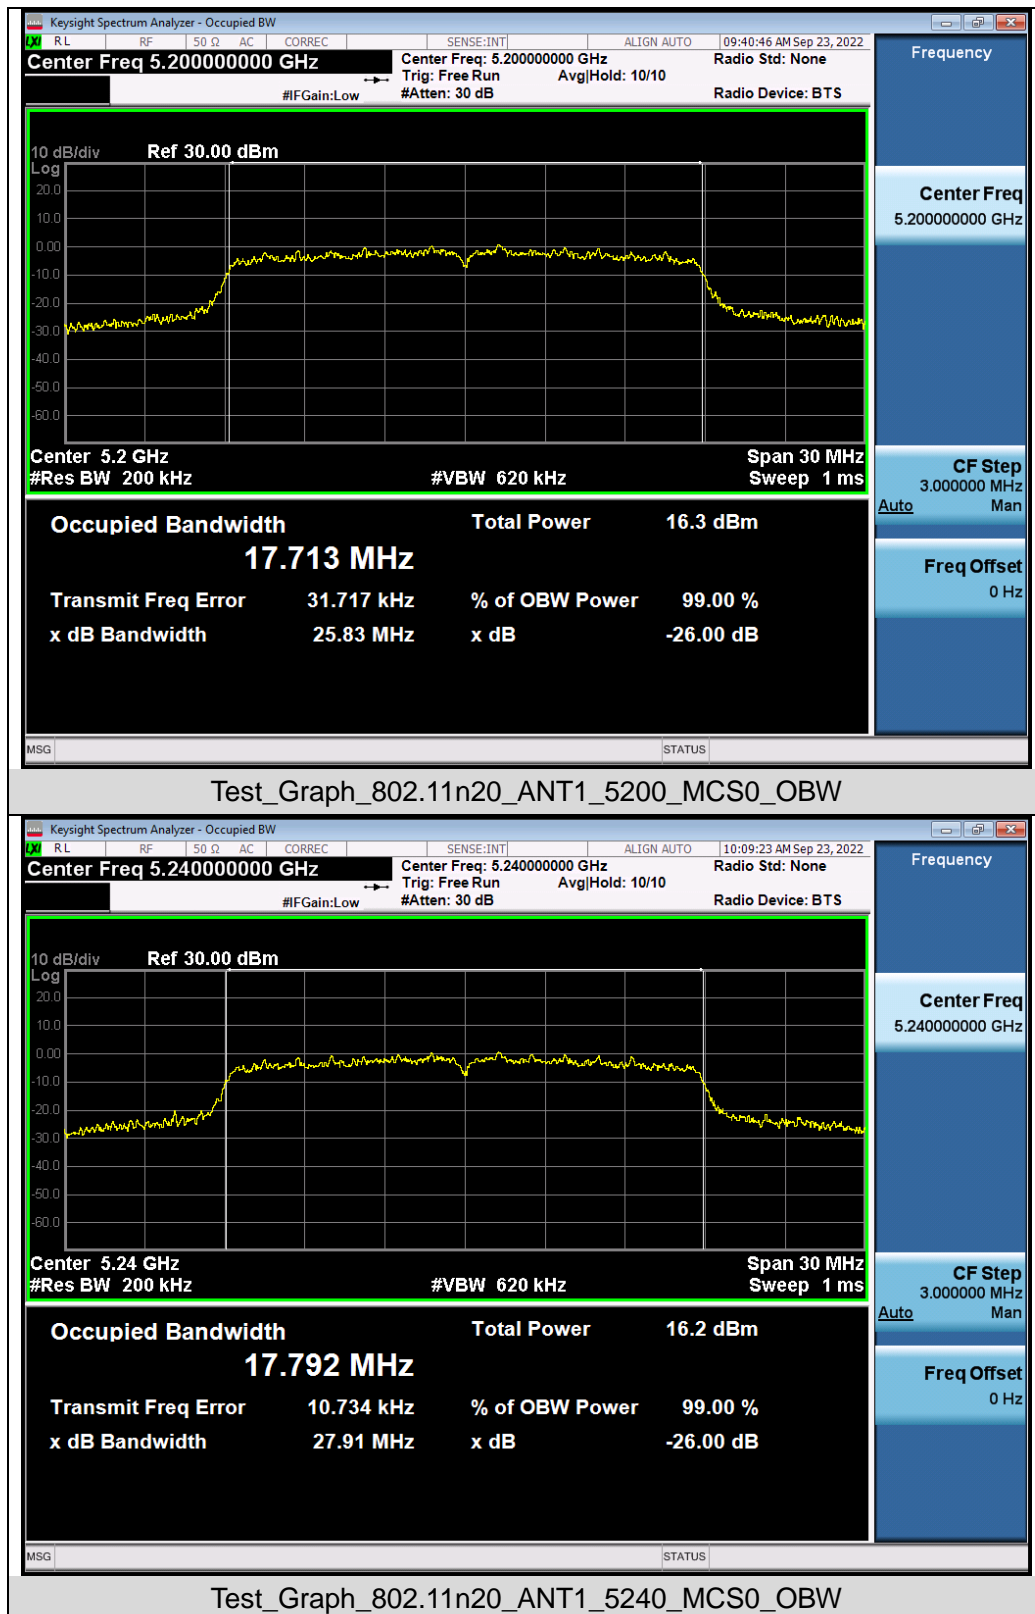 Keysight Spectrum Analyzer - Occupied BW
LXI RL RF 50 Ω AC CORREC SENSE:INT ALIGN AUTO 09:40:46 AM Sep 23, 2022
Center Freq 5.200000000 GHz
Center Freq: 5.200000000 GHz Radio Std: None
Trig: Free Run Avg|Hold: 10/10
#IFGain:Low #Atten: 30 dB Radio Device: BTS
Frequency
10 dB/div Ref 30.00 dBm
Log
20.0
10.0
0.00
-10.0
-20.0
-30.0
-40.0
-50.0
-60.0
Center 5.2 GHz Span 30 MHz
#Res BW 200 kHz #VBW 620 kHz Sweep 1 ms
Center Freq
5.200000000 GHz
CF Step
3.000000 MHz
Auto Man
Freq Offset
0 Hz
Occupied Bandwidth Total Power 16.3 dBm
17.713 MHz
Transmit Freq Error 31.717 kHz % of OBW Power 99.00 %
x dB Bandwidth 25.83 MHz x dB -26.00 dB
MSG STATUS
Test_Graph_802.11n20_ANT1_5200_MCS0_OBW
Keysight Spectrum Analyzer - Occupied BW
LXI RL RF 50 Ω AC CORREC SENSE:INT ALIGN AUTO 10:09:23 AM Sep 23, 2022
Center Freq 5.240000000 GHz
Center Freq: 5.240000000 GHz Radio Std: None
Trig: Free Run Avg|Hold: 10/10
#IFGain:Low #Atten: 30 dB Radio Device: BTS
Frequency
10 dB/div Ref 30.00 dBm
Log
20.0
10.0
0.00
-10.0
-20.0
-30.0
-40.0
-50.0
-60.0
Center 5.24 GHz Span 30 MHz
#Res BW 200 kHz #VBW 620 kHz Sweep 1 ms
Center Freq
5.240000000 GHz
CF Step
3.000000 MHz
Auto Man
Freq Offset
0 Hz
Occupied Bandwidth Total Power 16.2 dBm
17.792 MHz
Transmit Freq Error 10.734 kHz % of OBW Power 99.00 %
x dB Bandwidth 27.91 MHz x dB -26.00 dB
MSG STATUS
Test_Graph_802.11n20_ANT1_5240_MCS0_OBW